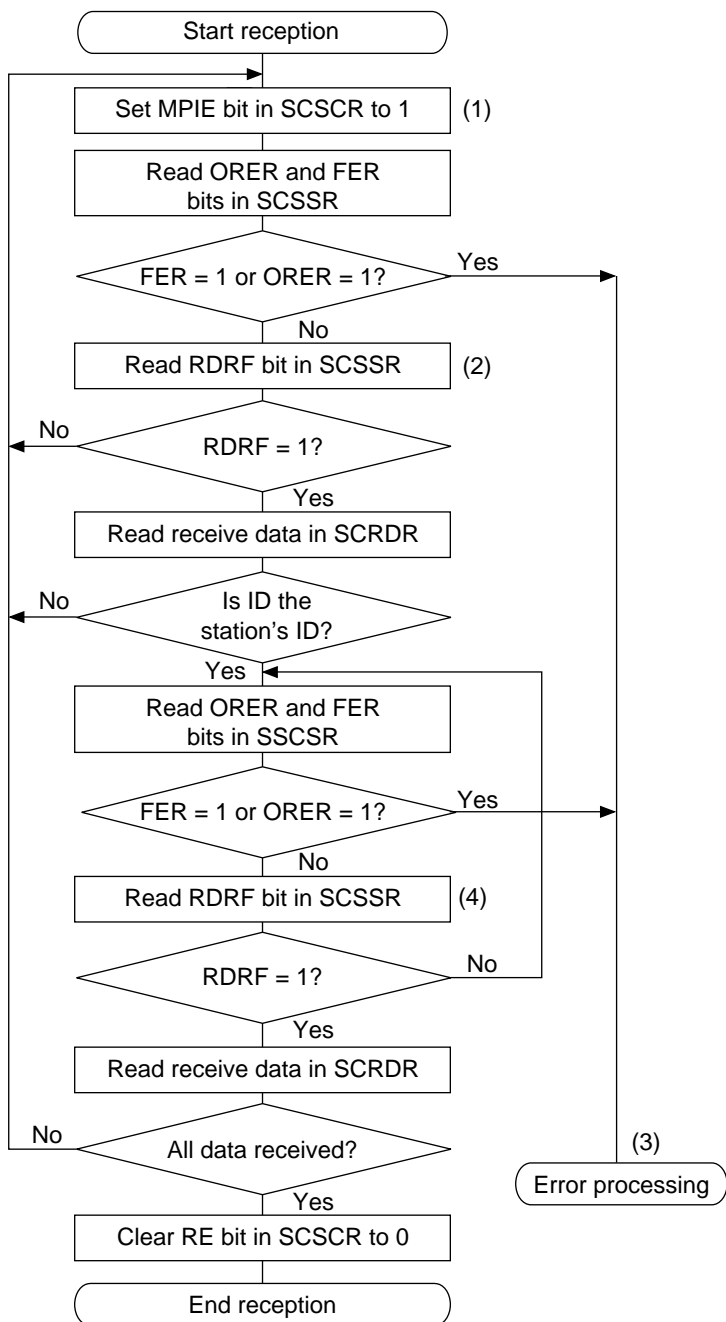 Start reception
Set MPIE bit in SCSCR to 1
(1)
Read ORER and FER
bits in SCSSR
FER = 1 or ORER = 1?
Yes
No
Read RDRF bit in SCSSR
(2)
No
RDRF = 1?
Yes
Read receive data in SCRDR
No
Is ID the
station's ID?
Yes
Read ORER and FER
bits in SSCSR
FER = 1 or ORER = 1?
Yes
No
Read RDRF bit in SCSSR
(4)
RDRF = 1?
No
Yes
Read receive data in SCRDR
No
All data received?
(3)
Error processing
Yes
Clear RE bit in SCSCR to 0
End reception